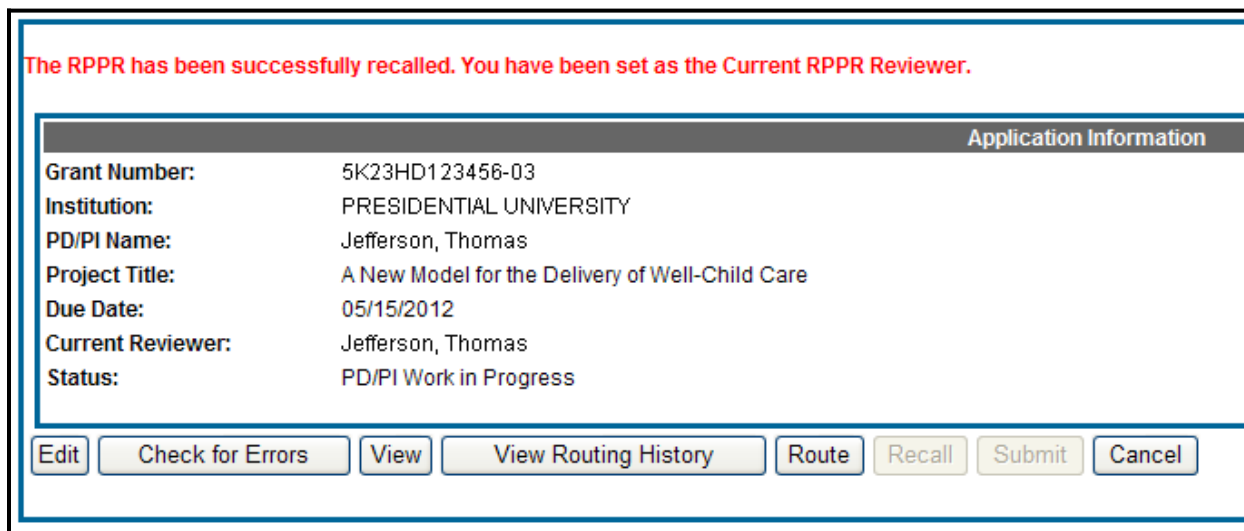 The RPPR has been successfully recalled. You have been set as the Current RPPR Reviewer.
Application Information
Grant Number: 5K23HD123456-03
Institution: PRESIDENTIAL UNIVERSITY
PD/PI Name: Jefferson, Thomas
Project Title: A New Model for the Delivery of Well-Child Care
Due Date: 05/15/2012
Current Reviewer: Jefferson, Thomas
Status: PD/PI Work in Progress
Edit Check for Errors View View Routing History Route Recall Submit Cancel